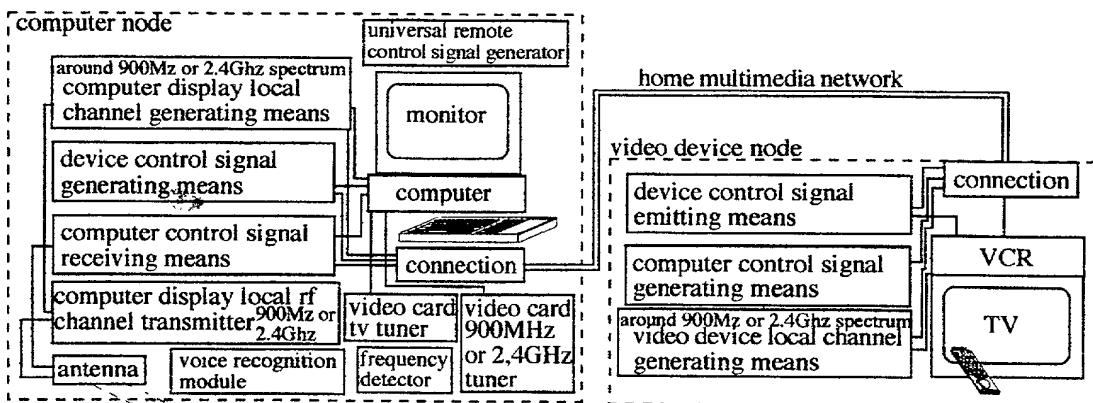 computer node
universal remote
control signal generator
around 900Mz or 2.4Ghz spectrum
computer display local
channel generating means
monitor
device control signal
generating means
computer
computer control signal
receiving means
connection
computer display local rf
channel transmitter 900Mz or
2.4Ghz
video card
tv tuner
video card
900MHz
or 2,4GHz
tuner
antenna
voice recognition
module
frequency
detector
home multimedia network
video device node
connection
device control signal
emitting means
VCR
computer control signal
generating means
TV
around 900Mz or 2.4Ghz spectrum
video device local channel
generating means